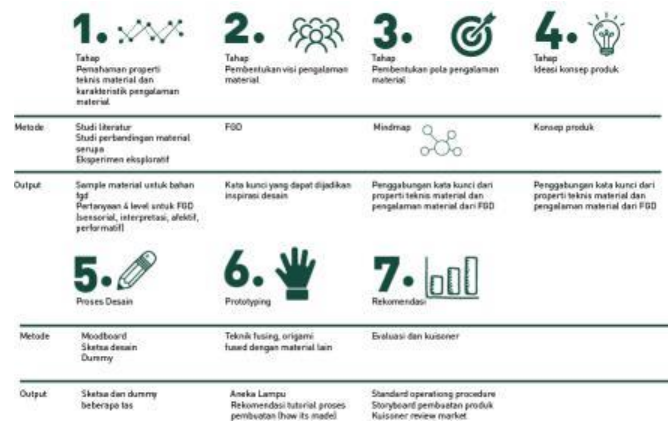 1.
Tahap
Pemahaman properti
teknis material dan
karakteristik pengalaman
material
2.
Tahap
Pembentukan visi pengalaman
material
3.
Tahap
Pembentukan pola pengalaman
material
4.
Tahap
Ideasi konsep produk
Metode
Studi literatur
Studi perbandingan material
serupa
Eksperimen eksploratif
FGD
Mindmap
Konsep produk
Output
Sample material untuk bahan
fgd
Pertanyaan 4 level untuk FGD
(sensorial, interpretasi, afektif,
performatif)
Kata kunci yang dapat dijadikan
inspirasi desain
Penggabungan kata kunci dari
properti teknis material dan
pengalaman material dari FGD
Penggabungan kata kunci dari
properti teknis material dan
pengalaman material dari FGD
5.
Proses Desain
6.
Prototyping
7.
Rekomendasi
Metode
Moodboard
Sketsa desain
Dummy
Teknik fusing, origami
fused dengan material lain
Evaluasi dan kuisoner
Output
Sketsa dan dummy
beberapa tas
Aneka Lampu
Rekomendasi tutorial proses
pembuatan (how its made)
Standard operationg procedure
Storyboard pembuatan produk
Kuisoner review market